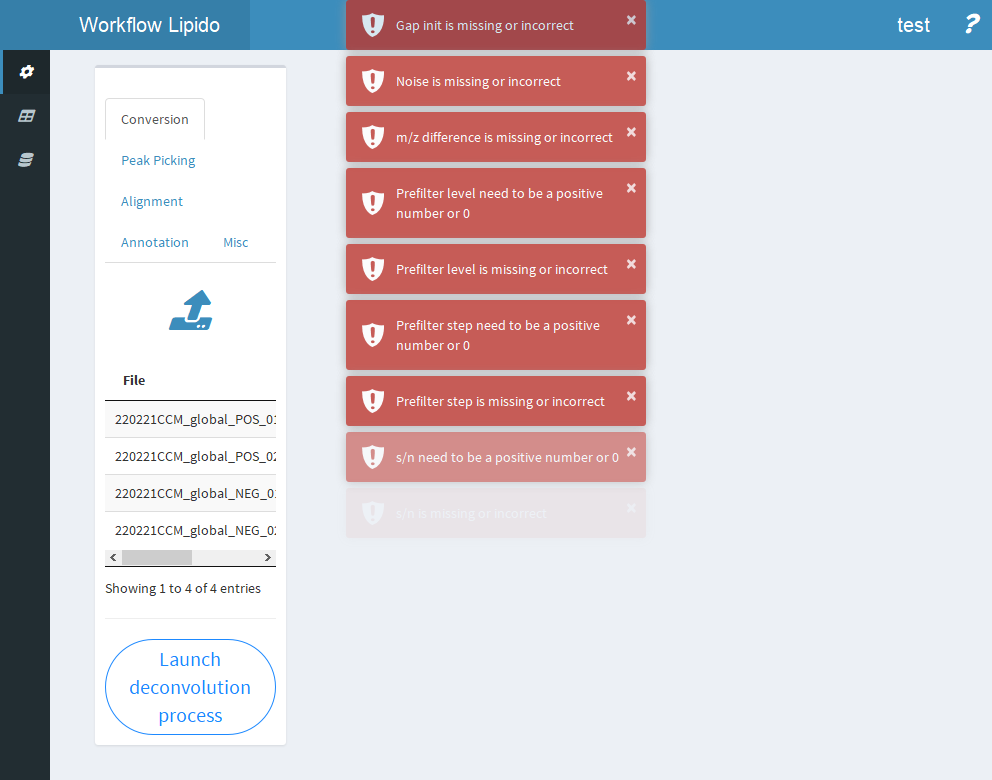 Workflow Lipido
test
?
Conversion
Peak Picking
Alignment
Annotation Misc
File
220221CCM_global_POS_01
220221CCM_global_POS_02
220221CCM_global_NEG_01
220221CCM_global_NEG_02
Showing 1 to 4 of 4 entries
Launch
deconvolution
process
Gap init is missing or incorrect ×
Noise is missing or incorrect ×
m/z difference is missing or incorrect ×
Prefilter level need to be a positive ×
number or 0
Prefilter level is missing or incorrect ×
Prefilter step need to be a positive ×
number or 0
Prefilter step is missing or incorrect ×
s/n need to be a positive number or 0 ×
s/n is missing or incorrect ×